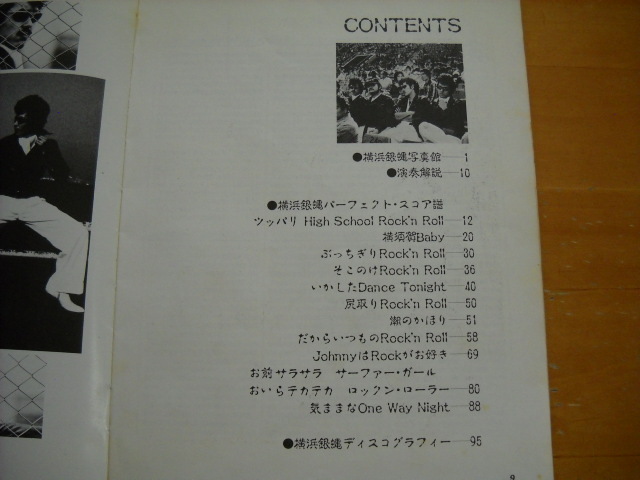 CONTENTS
●横浜銀蝿写真館—1
●演奏解説—10
●横浜銀蝿パーフェクト・スコア譜
ツッパリ High School Rock'n Roll—12
横須賀Baby—20
ぶっちぎりRock'n Roll—30
そこのけRock'n Roll—36
いかしたDance Tonight—40
尻取りRock'n Roll—50
潮のかほり—51
だからいつものRock'n Roll—58
JohnnyはRockがお好き—69
お前サラサラ サーファー・ガール
おいらテカテカ ロックン・ローラー—80
気ままなOne Way Night—88
●横浜銀蝿ディスコグラフィー—95